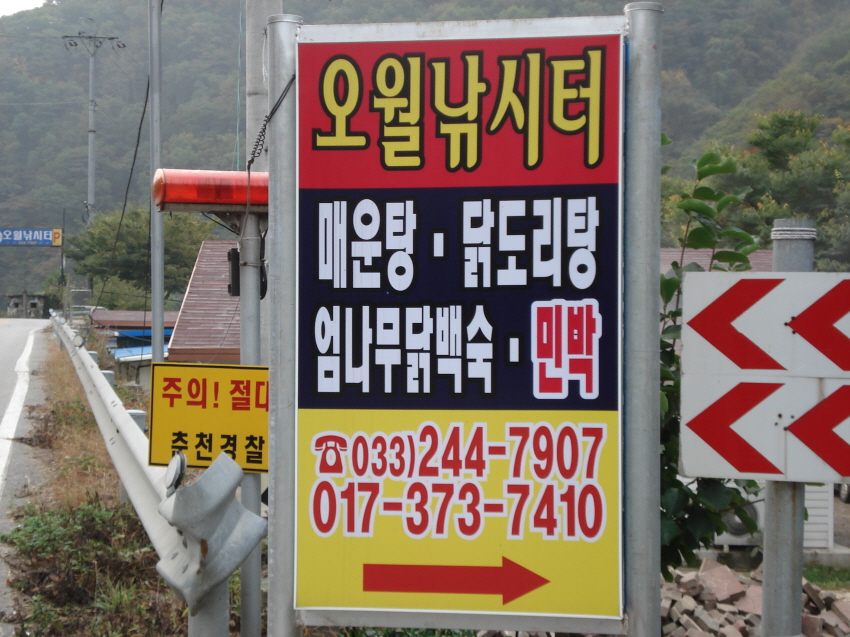 오월낚시터
매운탕 · 닭도리탕
엄나무닭백숙 · 민박
☎033)244-7907
017-373-7410
오월낚시터
주의! 절대
춘천경찰